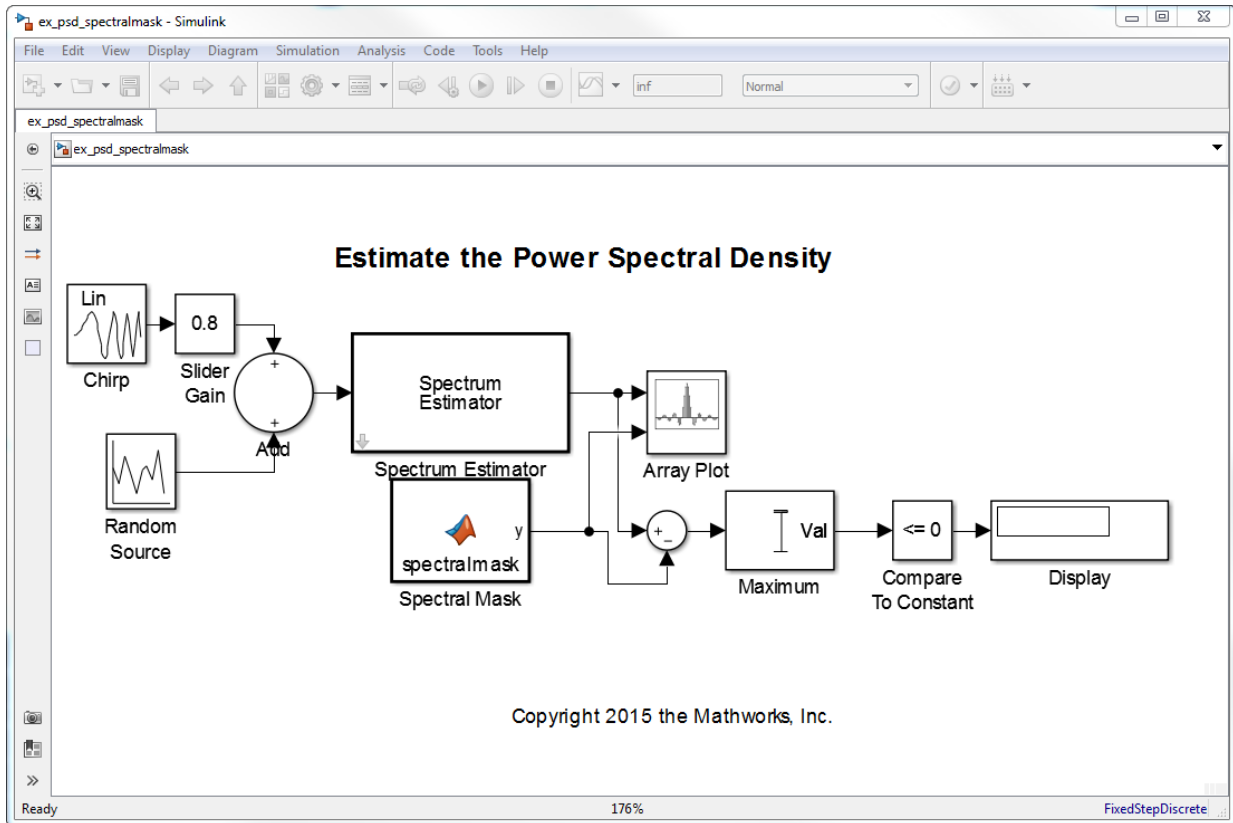 ex_psd_spectralmask - Simulink
File Edit View Display Diagram Simulation Analysis Code Tools Help
inf Normal
ex_psd_spectralmask
ex_psd_spectralmask
Estimate the Power Spectral Density
Lin
Chirp
0.8
Slider
Gain
+
+
Add
Random
Source
Spectrum
Estimator
Spectrum Estimator
Array Plot
y
spectralmask
Spectral Mask
+
-
Val
Maximum
<= 0
Compare
To Constant
Display
Copyright 2015 the Mathworks, Inc.
Ready 176% FixedStepDiscrete